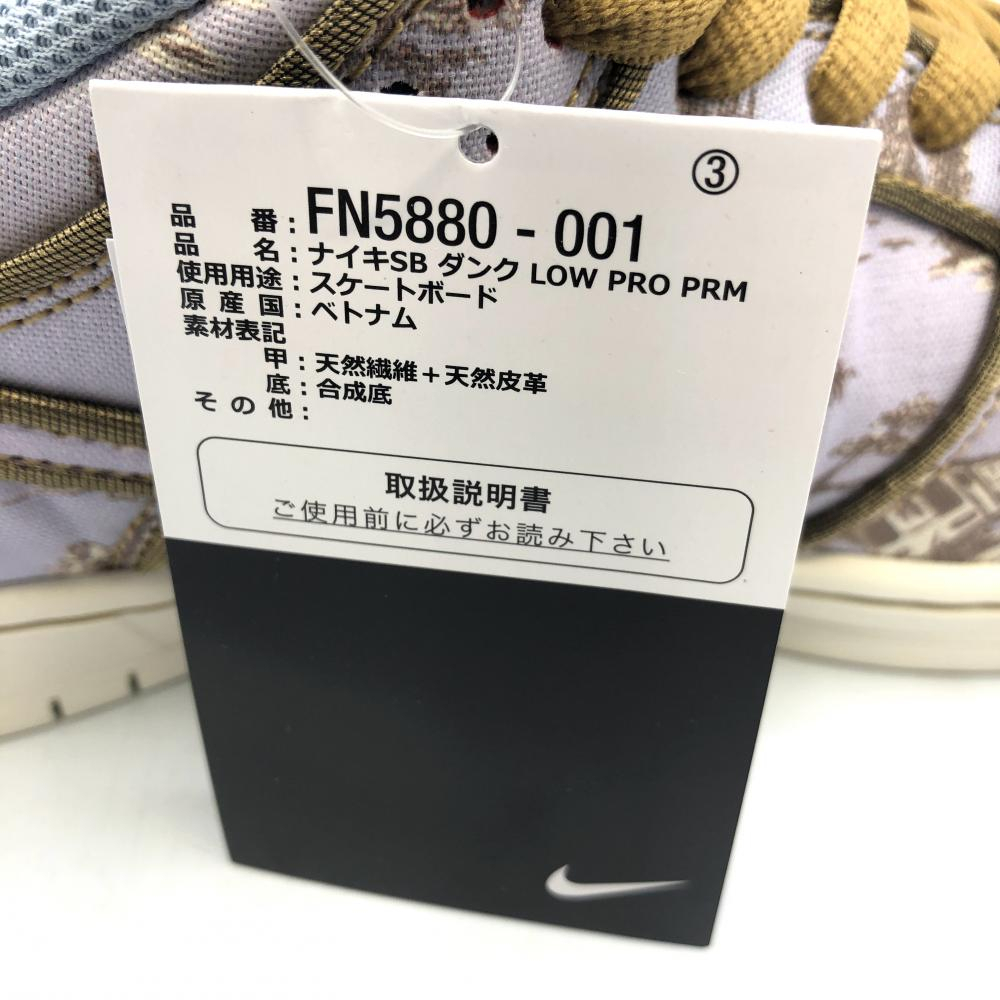 ③
品番：FN5880 - 001
品名：ナイキSB ダンク LOW PRO PRM
使用用途：スケートボード
原産国：ベトナム
素材表記
甲：天然繊維＋天然皮革
底：合成底
その他：
取扱説明書
ご使用前に必ずお読み下さい